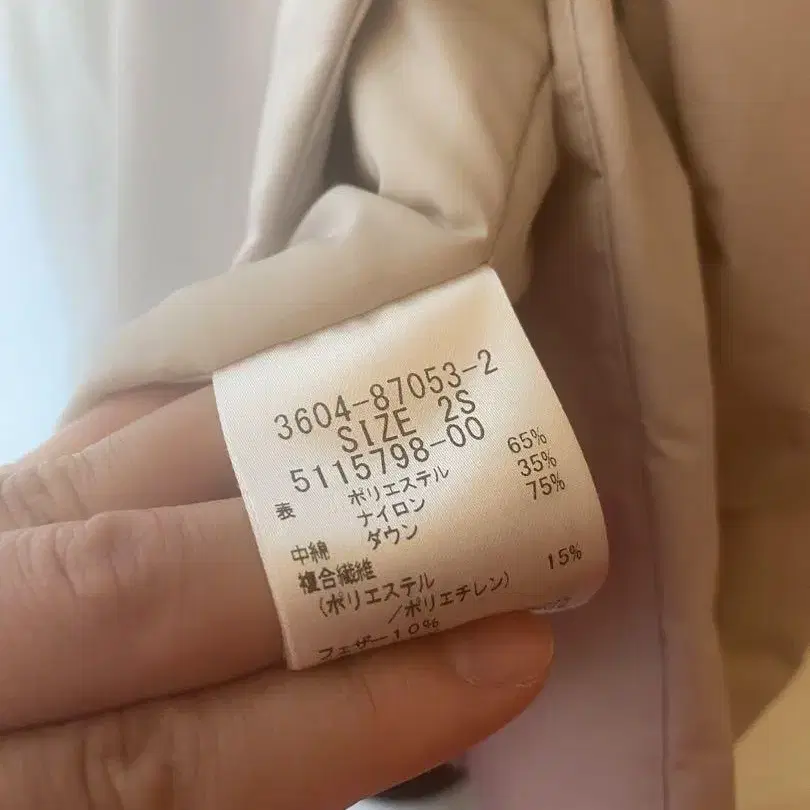 3604-87053-2
SIZE 2S
5115798-00
表 ポリエステル 65%
ナイロン 35%
中綿 ダウン 75%
複合繊維
(ポリエステル
/ポリエチレン) 15%
フェザー10%